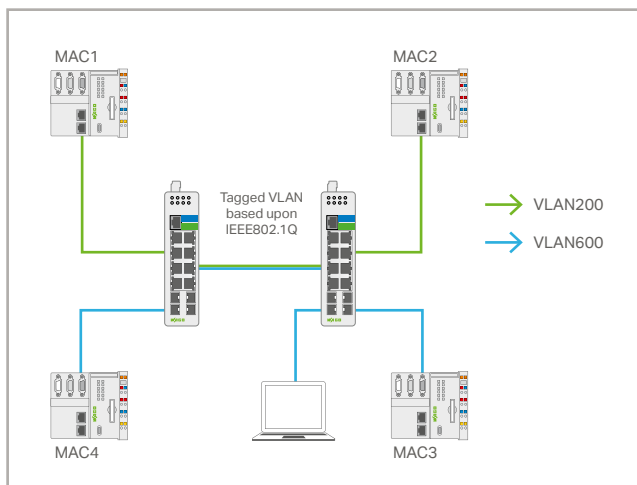 MAC1
MAC2
Tagged VLAN
based upon
IEEE802.1Q
VLAN200
VLAN600
MAC4
MAC3